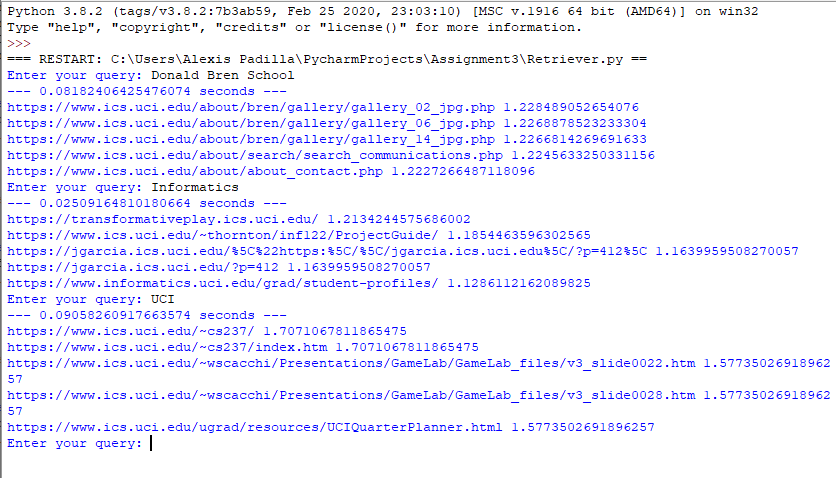 Python 3.8.2 (tags/v3.8.2:7b3ab59, Feb 25 2020, 23:03:10) [MSC v.1916 64 bit (AMD64)] on win32
Type "help", "copyright", "credits" or "license()" for more information.
>>>
=== RESTART: C:\Users\Alexis Padilla\PycharmProjects\Assignment3\Retriever.py ==
Enter your query: Donald Bren School
--- 0.08182406425476074 seconds ---
https://www.ics.uci.edu/about/bren/gallery/gallery_02_jpg.php 1.228489052654076
https://www.ics.uci.edu/about/bren/gallery/gallery_06_jpg.php 1.2268878523233304
https://www.ics.uci.edu/about/bren/gallery/gallery_14_jpg.php 1.2266814269691633
https://www.ics.uci.edu/about/search/search_communications.php 1.2245633250331156
https://www.ics.uci.edu/about/about_contact.php 1.2227266487118096
Enter your query: Informatics
--- 0.02509164810180664 seconds ---
https://transformativeplay.ics.uci.edu/ 1.2134244575686002
https://www.ics.uci.edu/~thornton/inf122/ProjectGuide/ 1.1854463596302565
https://jgarcia.ics.uci.edu/%5C%22https:%5C/%5C/jgarcia.ics.uci.edu%5C/?p=412%5C 1.1639959508270057
https://jgarcia.ics.uci.edu/?p=412 1.1639959508270057
https://www.informatics.uci.edu/grad/student-profiles/ 1.1286112162089825
Enter your query: UCI
--- 0.09058260917663574 seconds ---
https://www.ics.uci.edu/~cs237/ 1.7071067811865475
https://www.ics.uci.edu/~cs237/index.htm 1.7071067811865475
https://www.ics.uci.edu/~wscacchi/Presentations/GameLab/GameLab_files/v3_slide0022.htm 1.57735026918962
57
https://www.ics.uci.edu/~wscacchi/Presentations/GameLab/GameLab_files/v3_slide0028.htm 1.57735026918962
57
https://www.ics.uci.edu/ugrad/resources/UCIQuarterPlanner.html 1.5773502691896257
Enter your query: